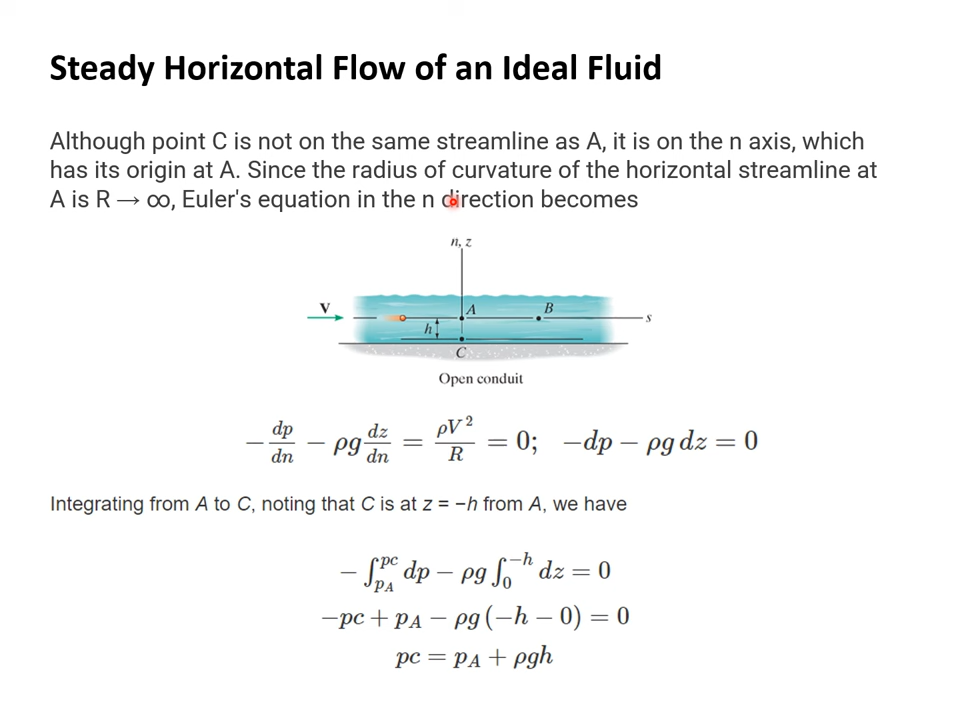 Steady Horizontal Flow of an Ideal Fluid
Although point C is not on the same streamline as A, it is on the n axis, which
has its origin at A. Since the radius of curvature of the horizontal streamline at
A is R → ∞, Euler's equation in the n direction becomes
n, z
V
A
B
s
h
C
Open conduit
− dp/dn − ρg dz/dn = ρV²/R = 0; −dp − ρg dz = 0
Integrating from A to C, noting that C is at z = −h from A, we have
− ∫_{p_A}^{pc} dp − ρg ∫_0^{−h} dz = 0
−pc + p_A − ρg (−h − 0) = 0
pc = p_A + ρgh